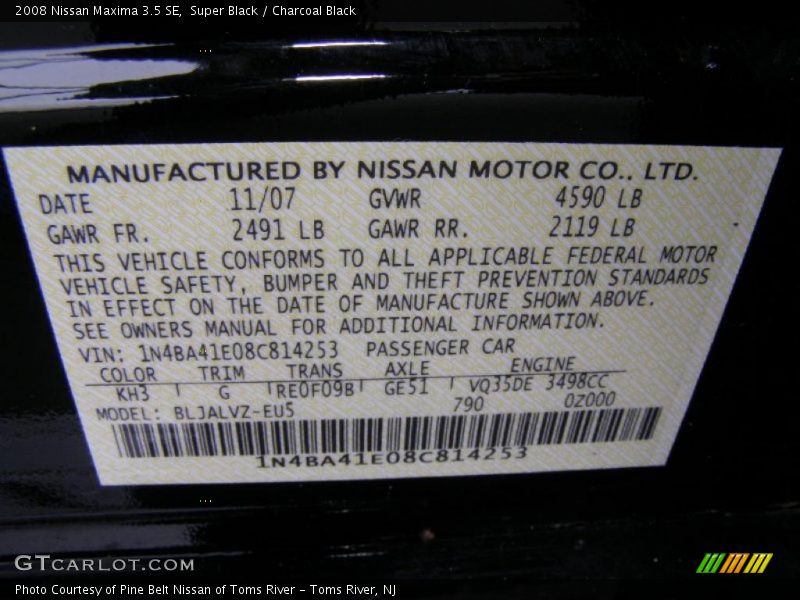 2008 Nissan Maxima 3.5 SE, Super Black / Charcoal Black
MANUFACTURED BY NISSAN MOTOR CO., LTD.
DATE 11/07 GVWR 4590 LB
GAWR FR. 2491 LB GAWR RR. 2119 LB
THIS VEHICLE CONFORMS TO ALL APPLICABLE FEDERAL MOTOR
VEHICLE SAFETY, BUMPER AND THEFT PREVENTION STANDARDS
IN EFFECT ON THE DATE OF MANUFACTURE SHOWN ABOVE.
SEE OWNERS MANUAL FOR ADDITIONAL INFORMATION.
VIN: 1N4BA41E08C814253 PASSENGER CAR
COLOR TRIM TRANS AXLE ENGINE
KH3 G RE0F09B GE51 VQ35DE 3498CC
MODEL: BLJALVZ-EU5 790 0Z000
1N4BA41E08C814253
GTCARLOT.COM
Photo Courtesy of Pine Belt Nissan of Toms River – Toms River, NJ